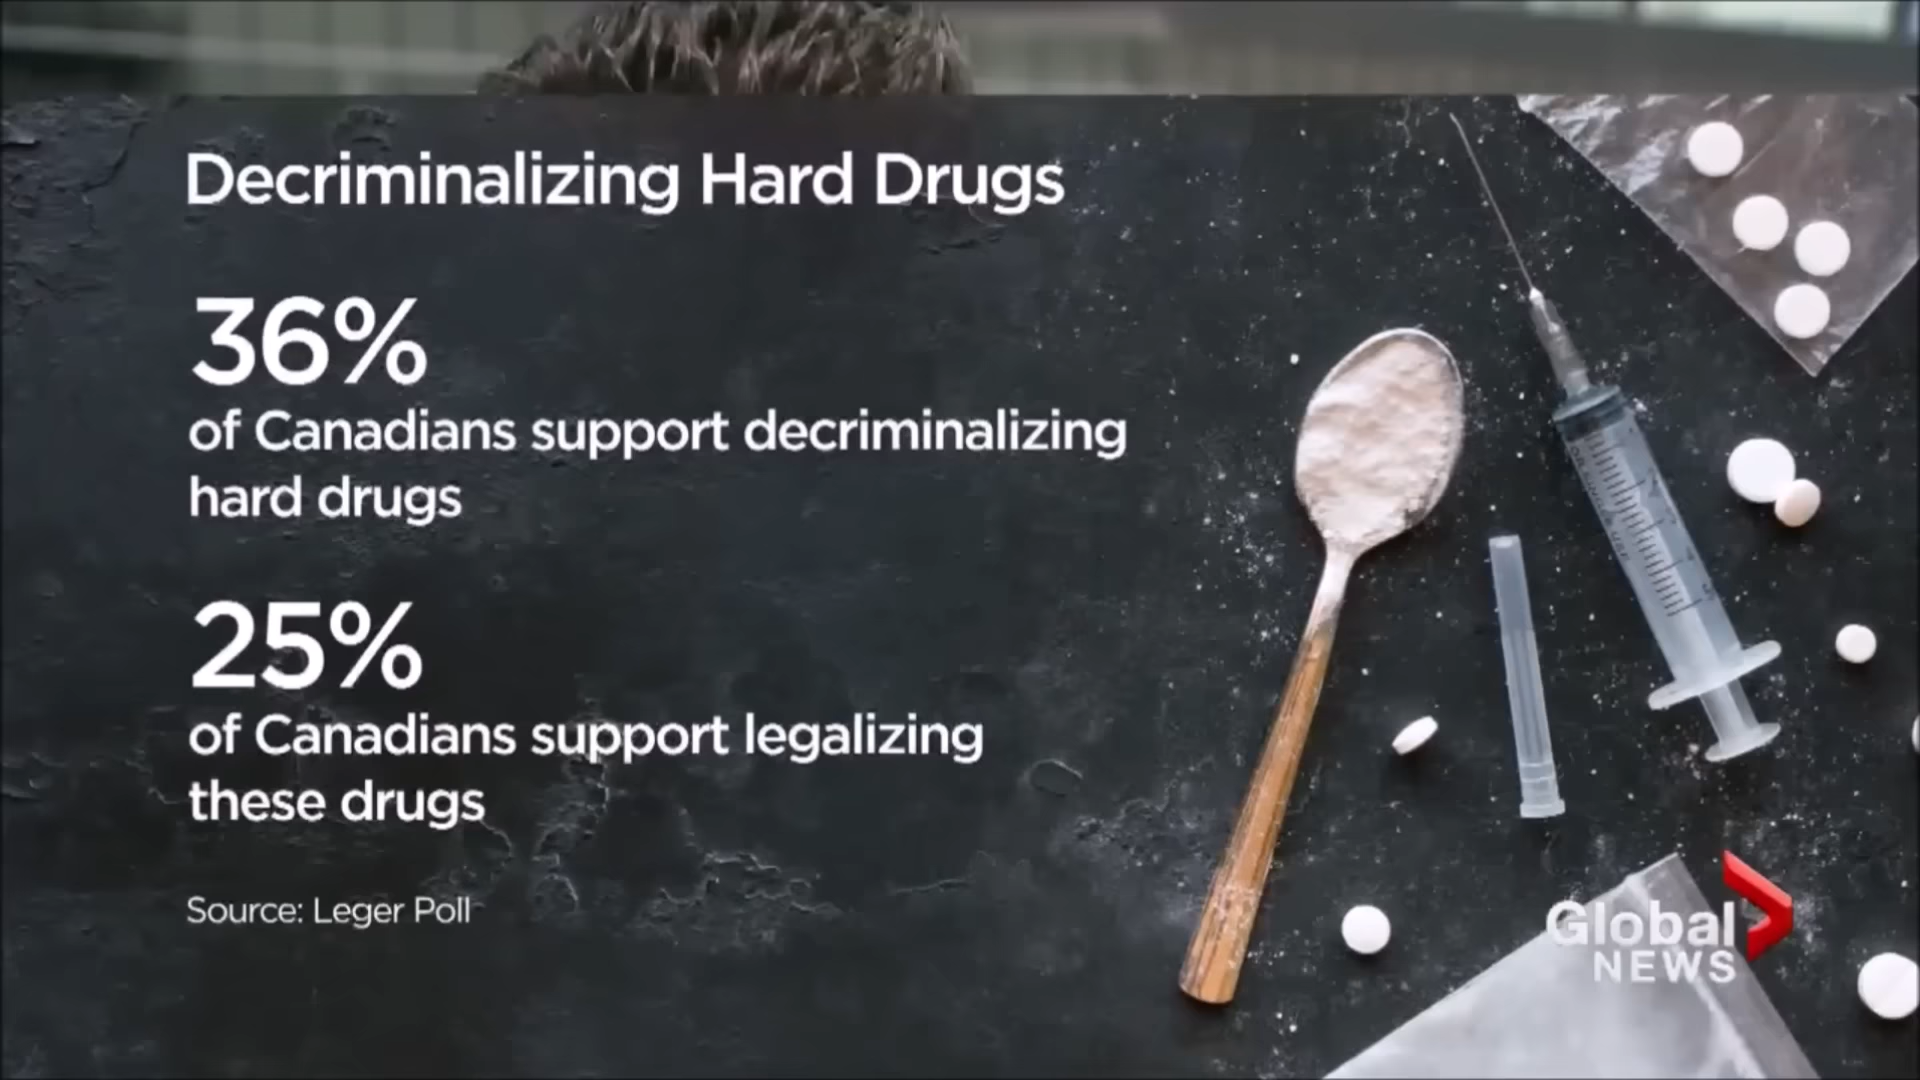 Decriminalizing Hard Drugs
36%
of Canadians support decriminalizing
hard drugs
25%
of Canadians support legalizing
these drugs
Source: Leger Poll
Global
NEWS